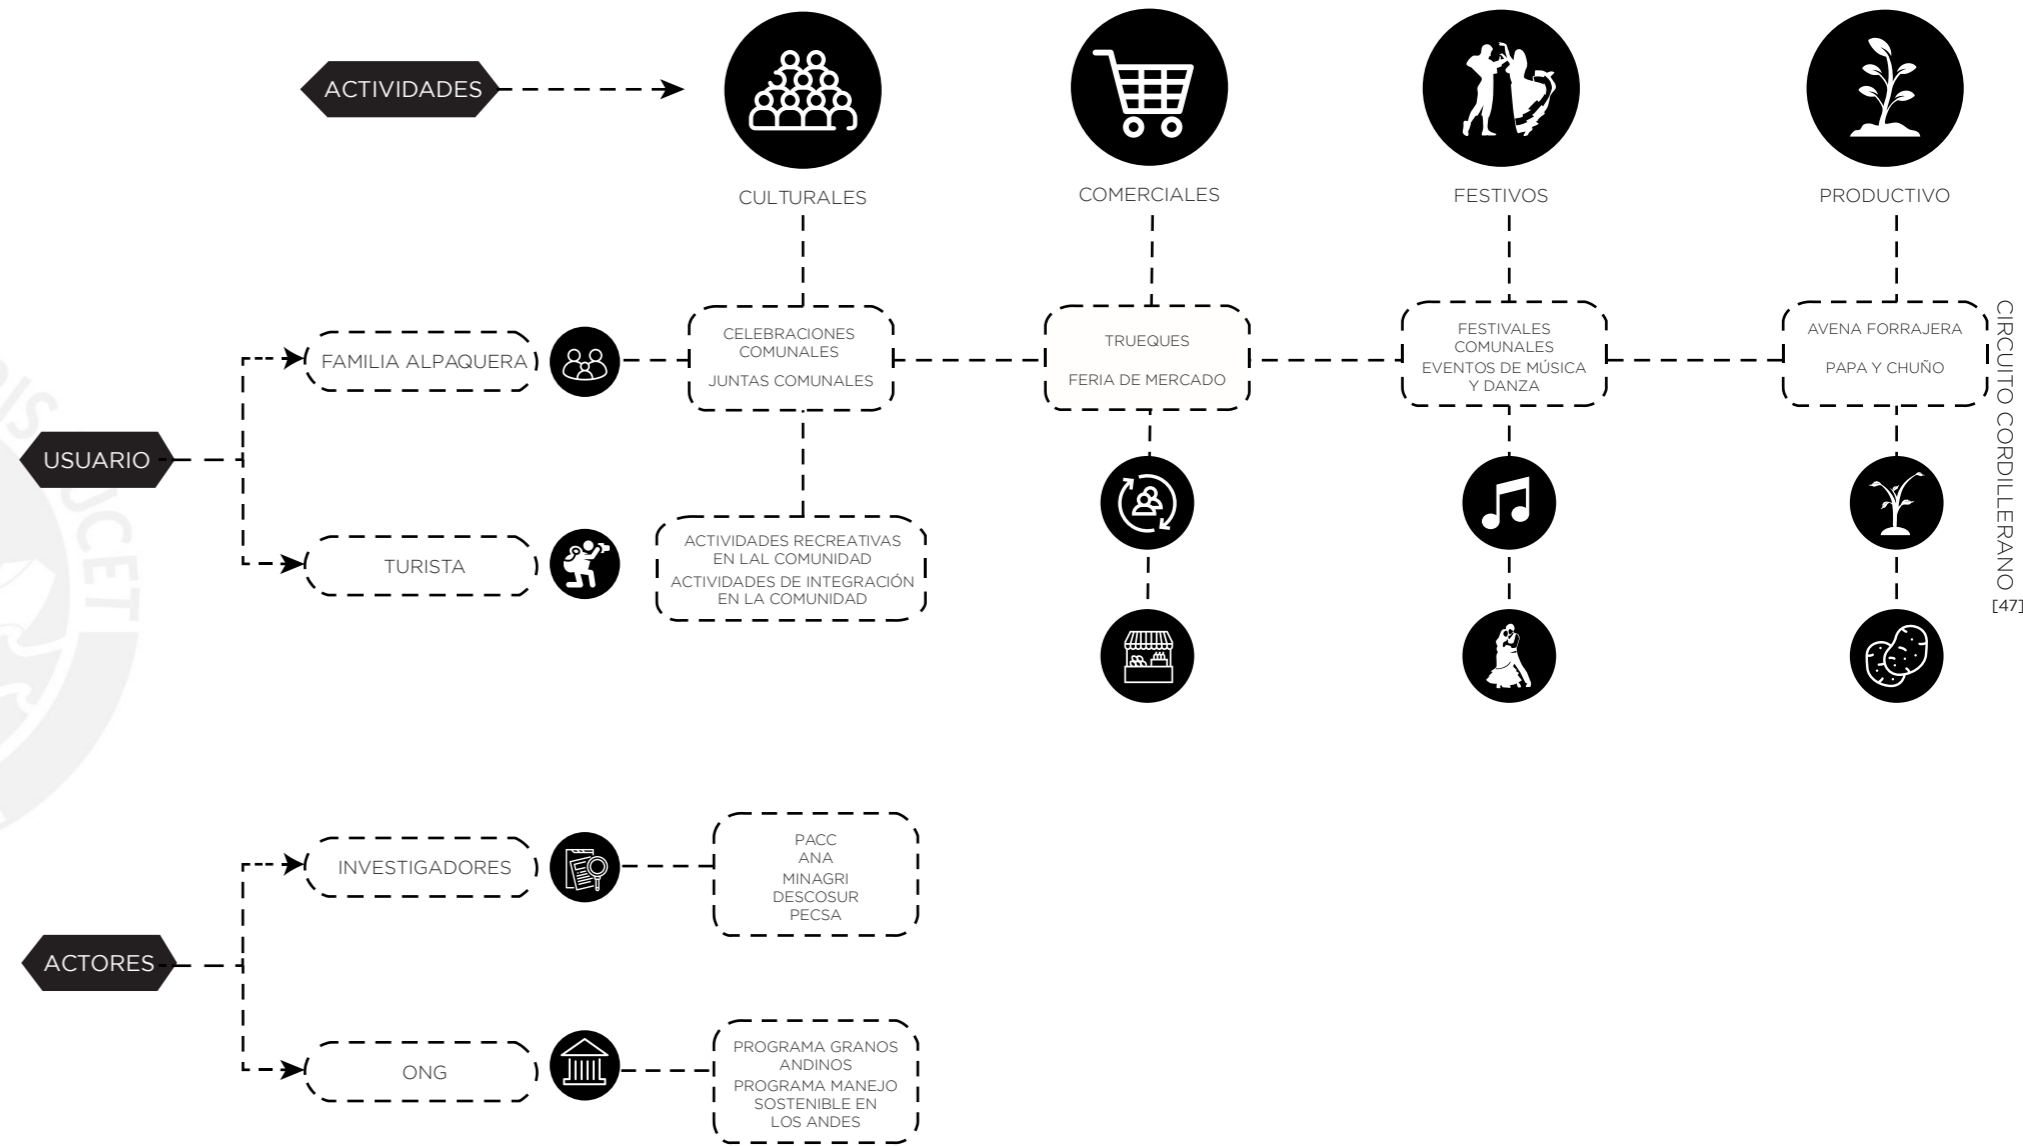 ACTIVIDADES
CULTURALES
COMERCIALES
FESTIVOS
PRODUCTIVO
USUARIO
FAMILIA ALPAQUERA
CELEBRACIONES
COMUNALES
JUNTAS COMUNALES
TRUEQUES
FERIA DE MERCADO
FESTIVALES
COMUNALES
EVENTOS DE MÚSICA
Y DANZA
AVENA FORRAJERA
PAPA Y CHUÑO
TURISTA
ACTIVIDADES RECREATIVAS
EN LAL COMUNIDAD
ACTIVIDADES DE INTEGRACIÓN
EN LA COMUNIDAD
CIRCUITO CORDILLERANO
[47]
ACTORES
INVESTIGADORES
PACC
ANA
MINAGRI
DESCOSUR
PECSA
ONG
PROGRAMA GRANOS
ANDINOS
PROGRAMA MANEJO
SOSTENIBLE EN
LOS ANDES